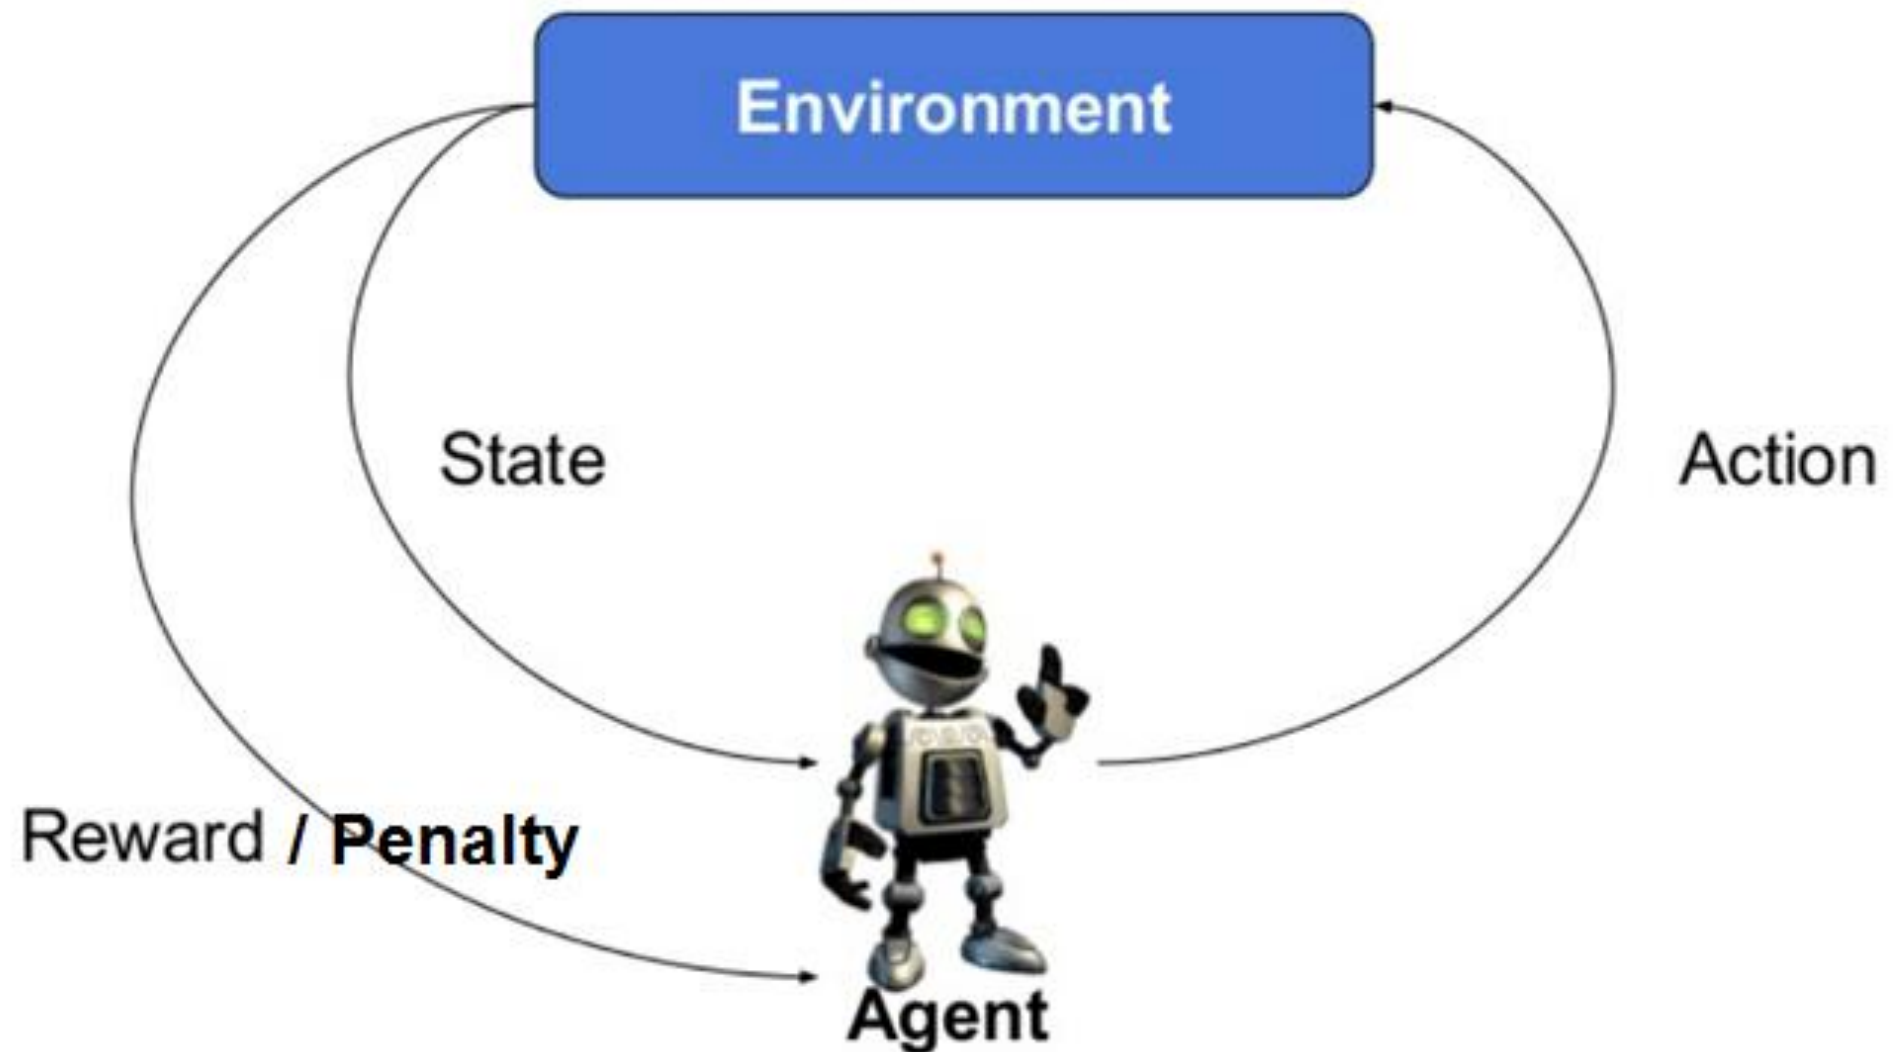 Environment
State
Action
Reward / Penalty
Agent